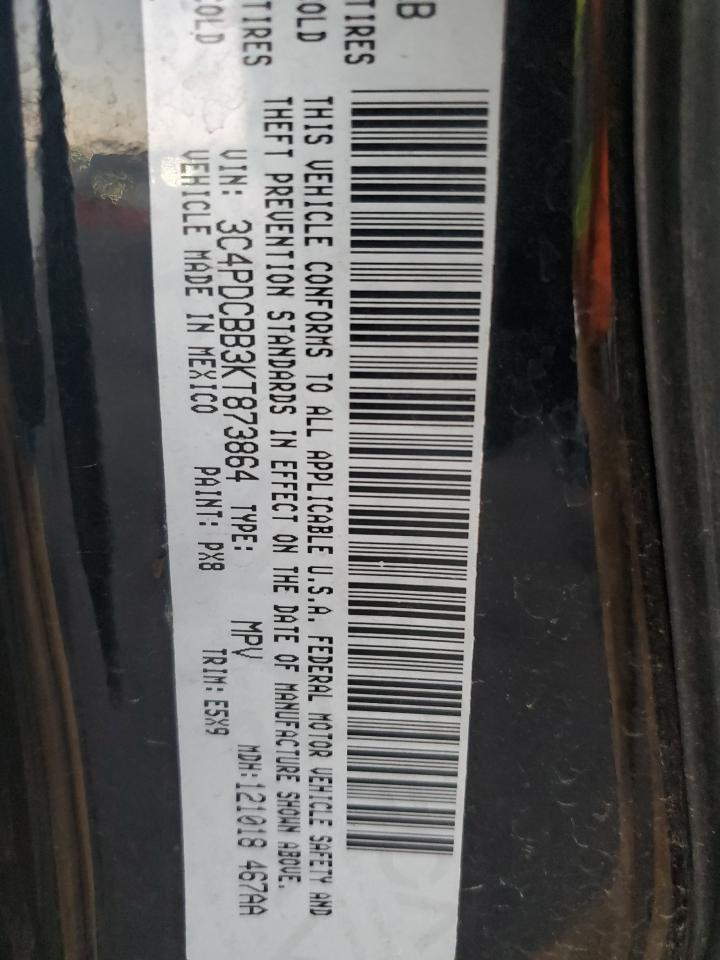 B
TIRES
OLD
TIRES
COLD
THIS VEHICLE CONFORMS TO ALL APPLICABLE U.S.A. FEDERAL MOTOR VEHICLE SAFETY AND
THEFT PREVENTION STANDARDS IN EFFECT ON THE DATE OF MANUFACTURE SHOWN ABOVE.
VIN: 3C4PDCBB3KT873864 TYPE: MPV MDH:121018 467AA
VEHICLE MADE IN MEXICO PAINT: PX8 TRIM: E5X9